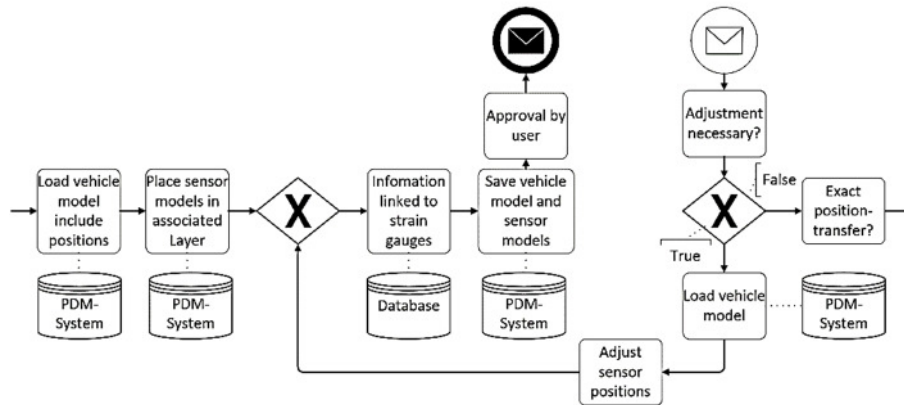 Approval by
user
Adjustment
necessary?
Load vehicle
model
include
positions
Place sensor
models in
associated
Layer
X
Infomation
linked to
strain
gauges
Save vehicle
model and
sensor
models
X
False
True
Exact
position-
transfer?
PDM-
System
PDM-
System
Database
PDM-
System
Load vehicle
model
PDM-
System
Adjust
sensor
positions